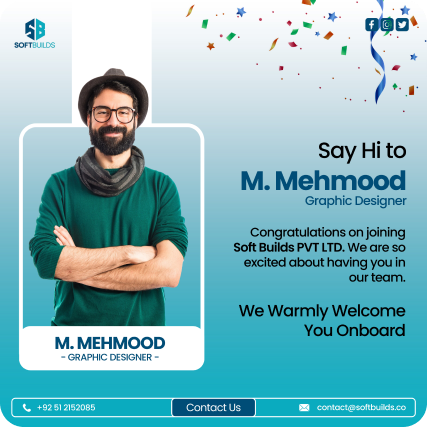 SOFTBUILDS
Say Hi to
M. Mehmood
Graphic Designer
Congratulations on joining
Soft Builds PVT LTD. We are so
excited about having you in
our team.
We Warmly Welcome
You Onboard
M. MEHMOOD
- GRAPHIC DESIGNER -
+92 51 2152085
Contact Us
contact@softbuilds.co